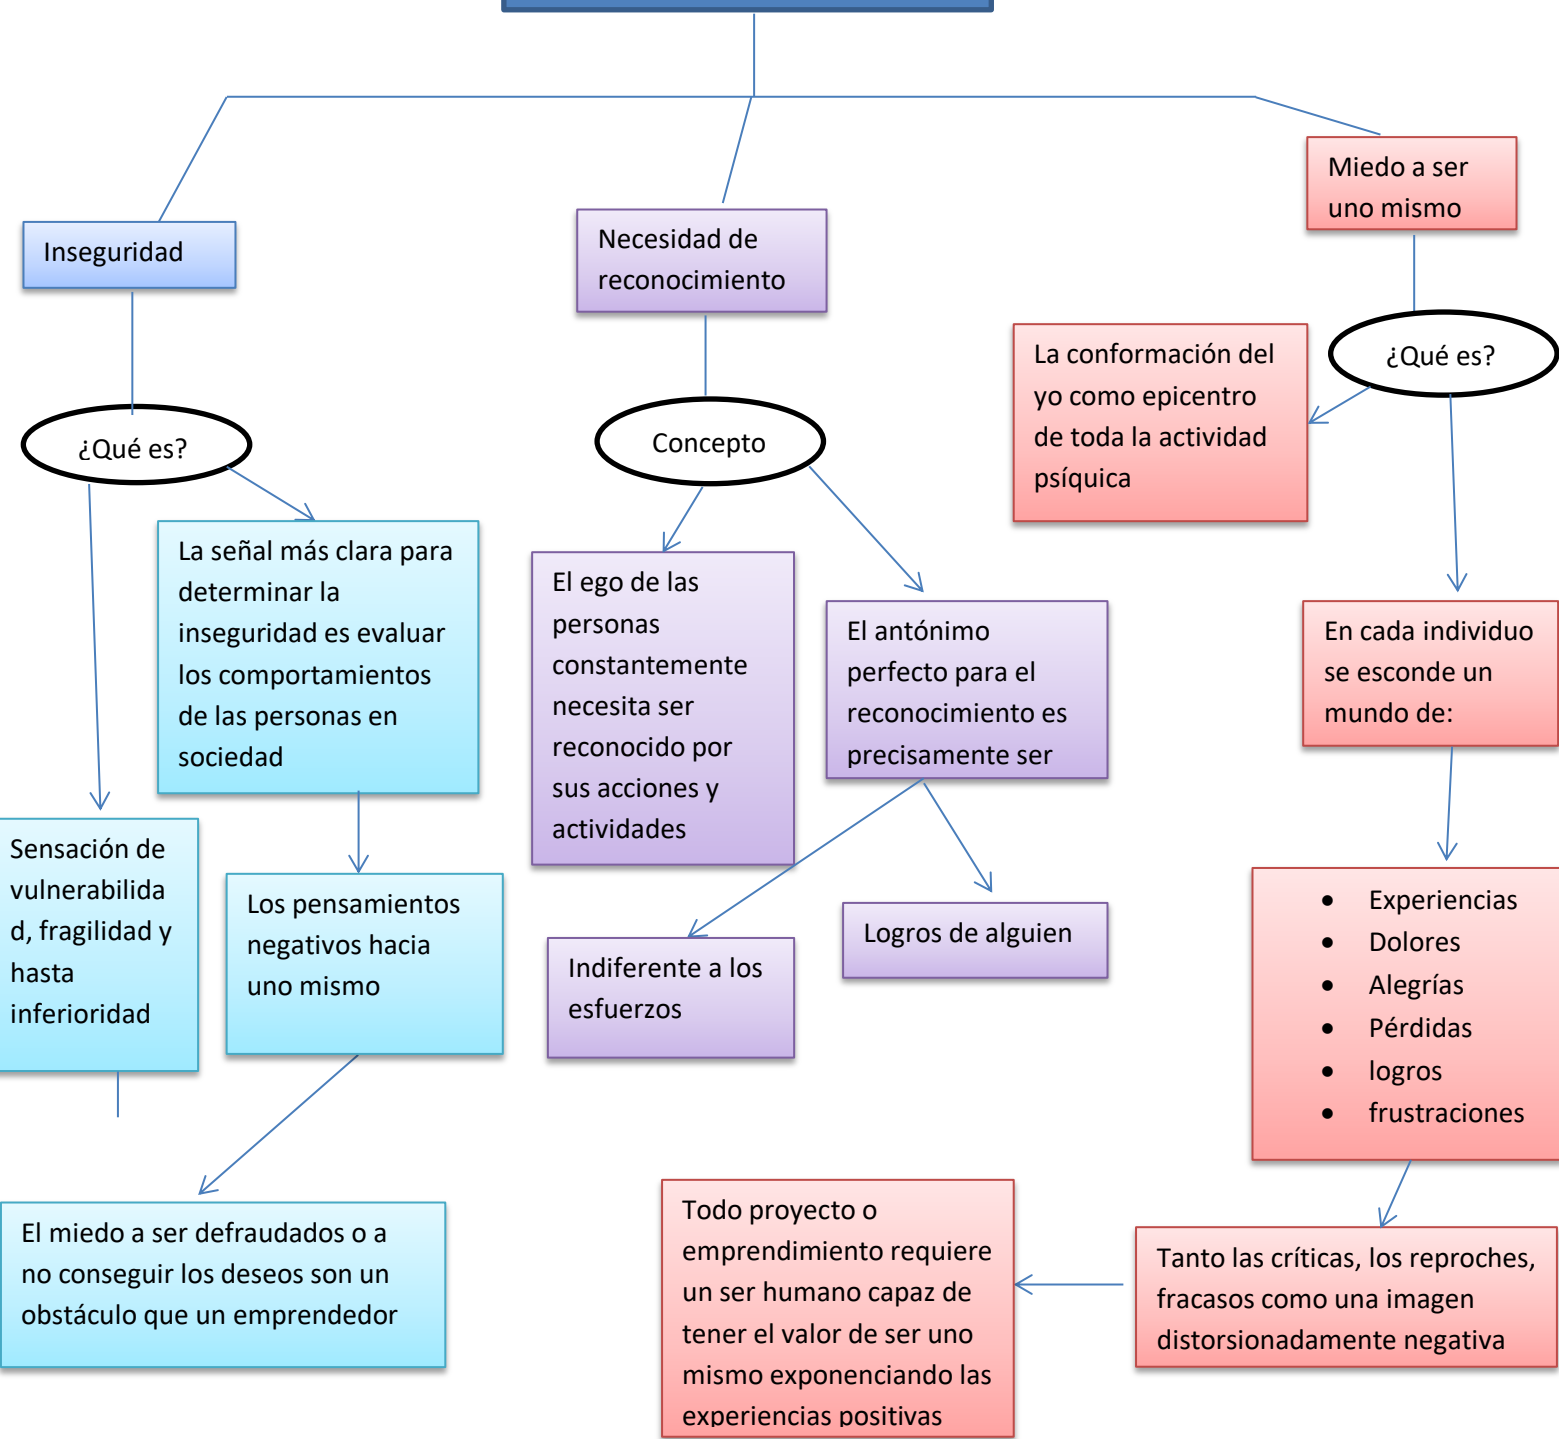 Miedo a ser
uno mismo
Inseguridad
Necesidad de
reconocimiento
¿Qué es?
La conformación del
yo como epicentro
de toda la actividad
psíquica
¿Qué es?
Concepto
La señal más clara para
determinar la
inseguridad es evaluar
los comportamientos
de las personas en
sociedad
El ego de las
personas
constantemente
necesita ser
reconocido por
sus acciones y
actividades
El antónimo
perfecto para el
reconocimiento es
precisamente ser
En cada individuo
se esconde un
mundo de:
Sensación de
vulnerabilida
d, fragilidad y
hasta
inferioridad
Los pensamientos
negativos hacia
uno mismo
Indiferente a los
esfuerzos
Logros de alguien
• Experiencias
• Dolores
• Alegrías
• Pérdidas
• logros
• frustraciones
El miedo a ser defraudados o a
no conseguir los deseos son un
obstáculo que un emprendedor
Todo proyecto o
emprendimiento requiere
un ser humano capaz de
tener el valor de ser uno
mismo exponenciando las
experiencias positivas
Tanto las críticas, los reproches,
fracasos como una imagen
distorsionadamente negativa